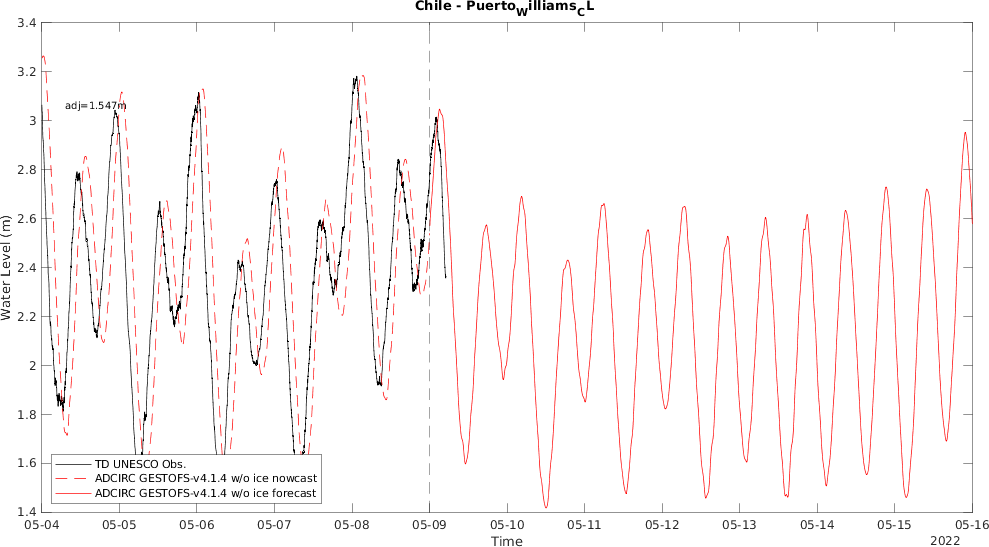 Chile - PuertoWilliamsCL
3.4
3.2
3
2.8
2.6
2.4
2.2
2
1.8
1.6
1.4
Water Level (m)
adj=1.547m
TD UNESCO Obs.
ADCIRC GESTOFS-v4.1.4 w/o ice nowcast
ADCIRC GESTOFS-v4.1.4 w/o ice forecast
05-04 05-05 05-06 05-07 05-08 05-09 05-10 05-11 05-12 05-13 05-14 05-15 05-16
Time
2022